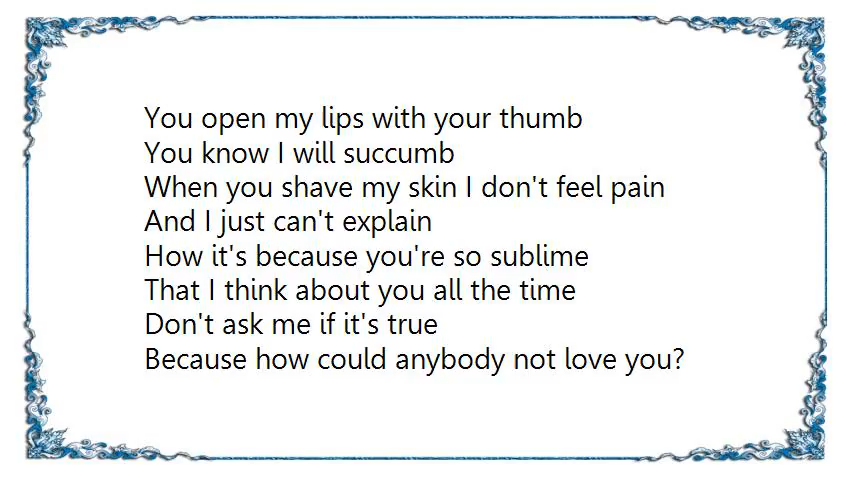 You open my lips with your thumb
You know I will succumb
When you shave my skin I don't feel pain
And I just can't explain
How it's because you're so sublime
That I think about you all the time
Don't ask me if it's true
Because how could anybody not love you?